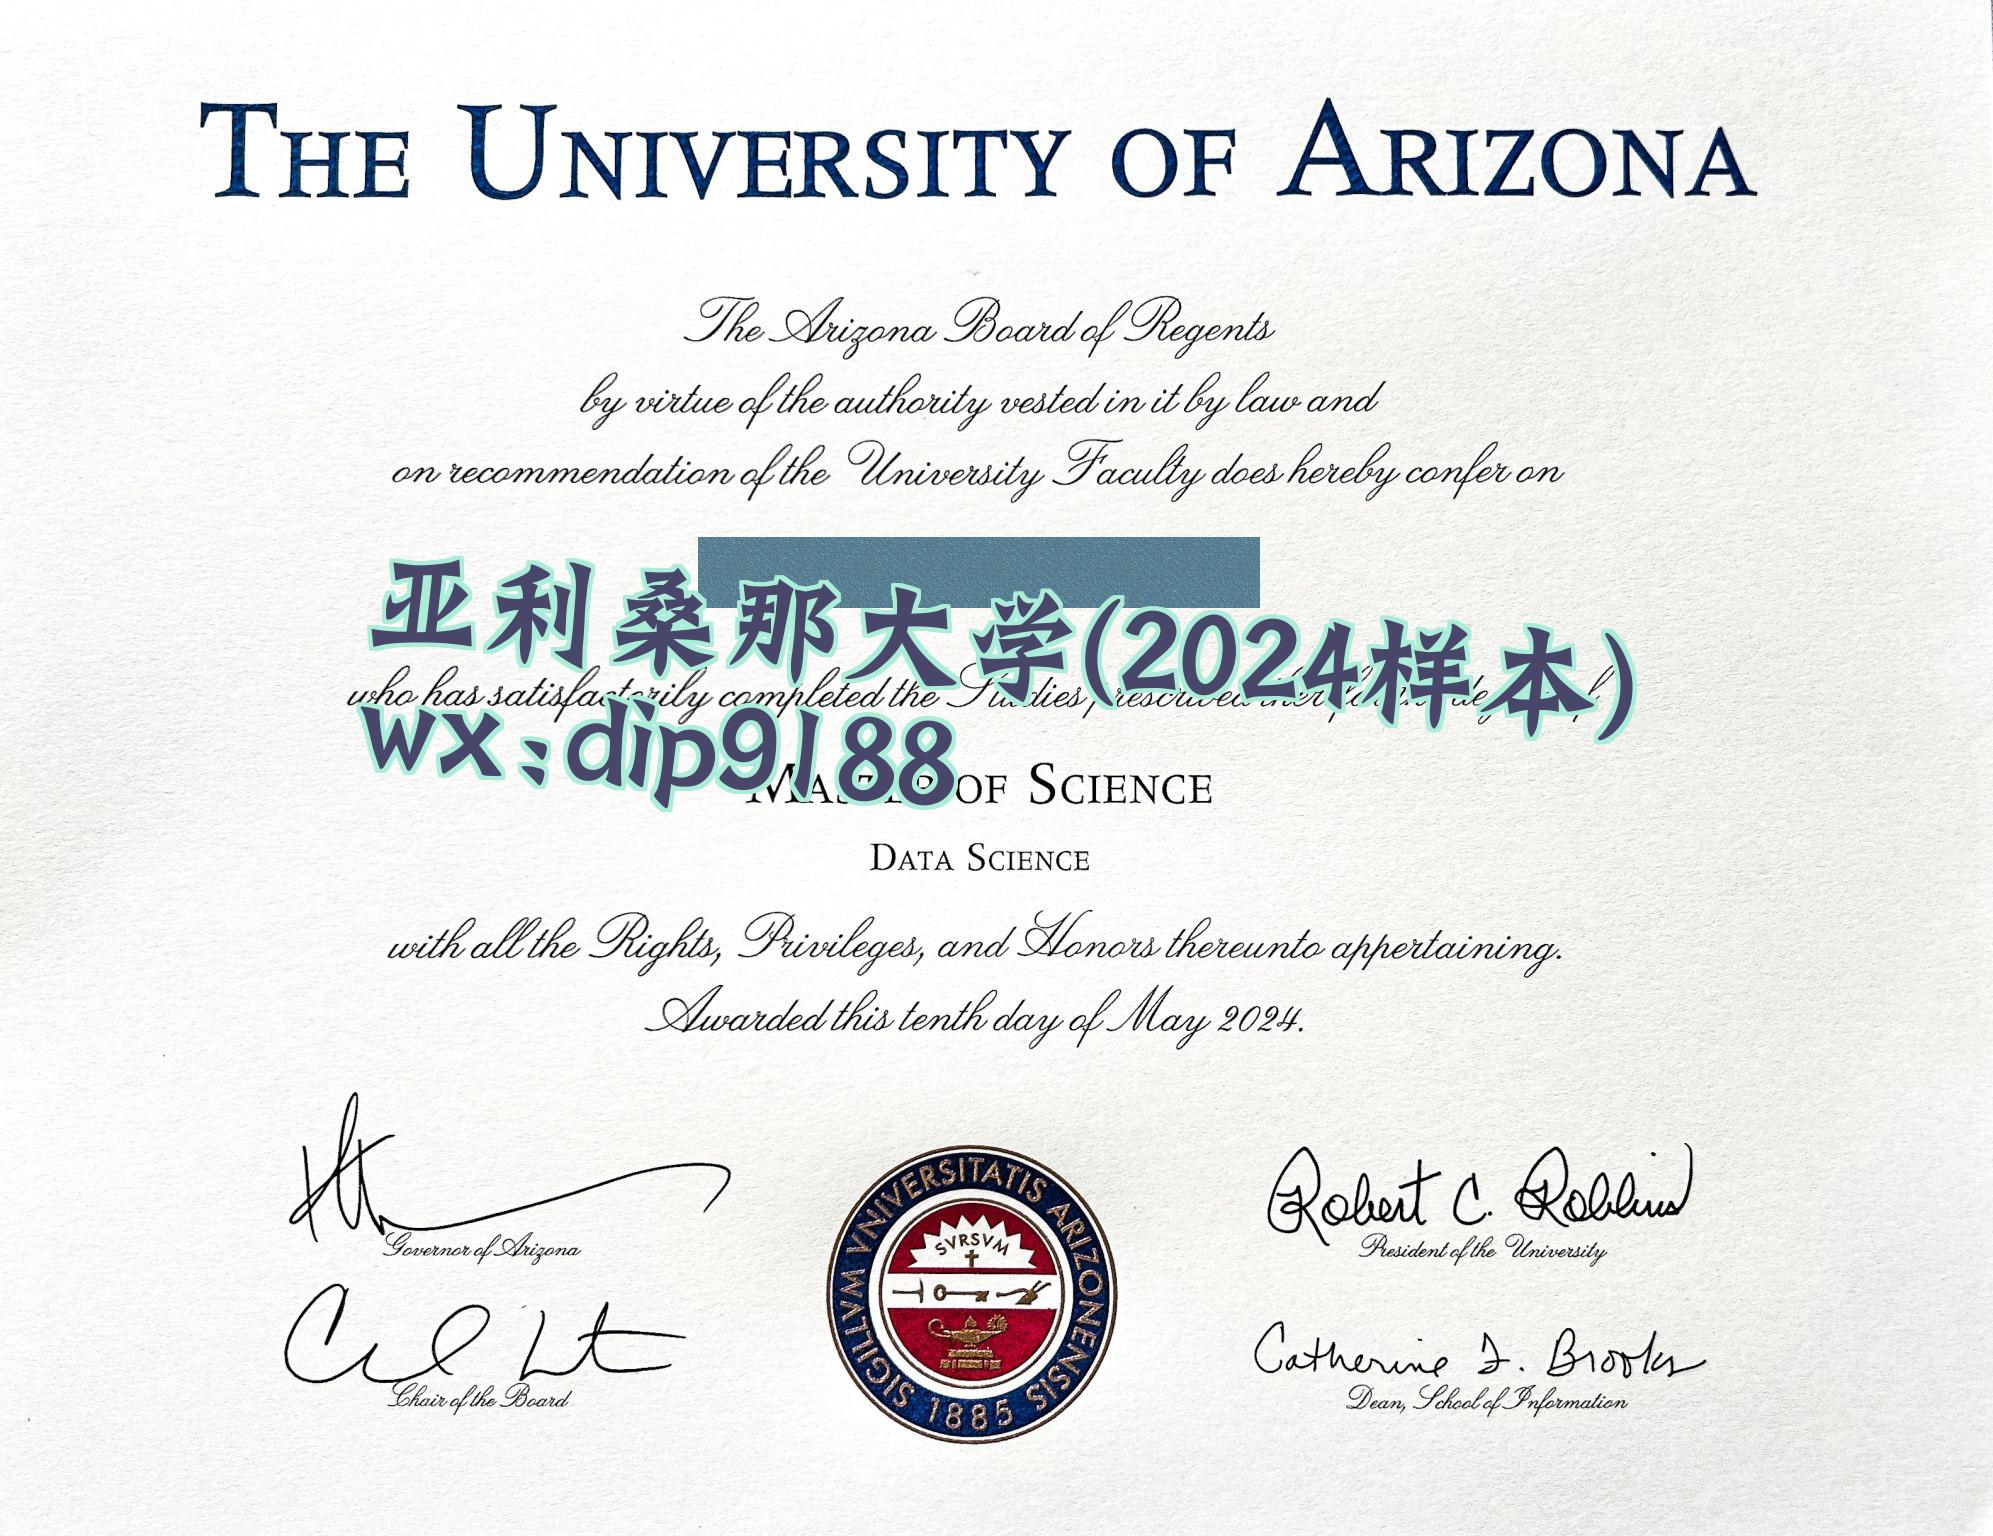 THE UNIVERSITY OF ARIZONA
The Arizona Board of Regents
by virtue of the authority vested in it by law and
on recommendation of the University Faculty does hereby confer on
亚利桑那大学(2024样本)
who has satisfactorily completed the Studies prescribed
wx:dip9188
MASTER OF SCIENCE
DATA SCIENCE
with all the Rights, Privileges, and Honors thereunto appertaining.
Awarded this tenth day of May 2024.
Governor of Arizona
Robert C. Robbins
President of the University
Chair of the Board
Catherine F. Brooks
Dean, School of Information
SIGILLVM VNIVERSITATIS ARIZONENSIS
SVRSVM
1885